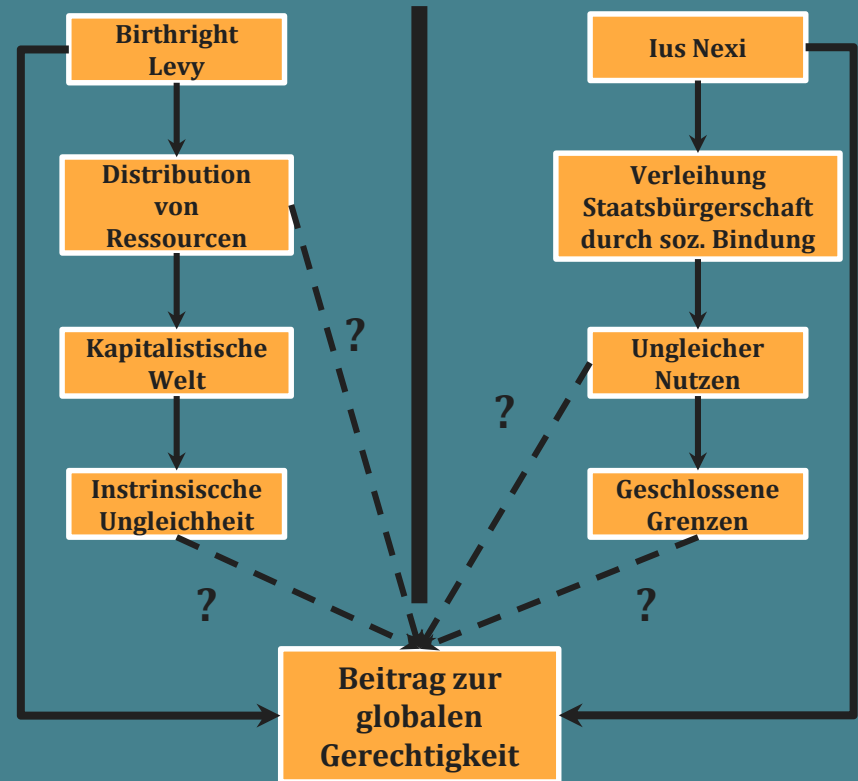 Birthright
Levy
Distribution
von
Ressourcen
?
Kapitalistische
Welt
Instrinsiscche
Ungleichheit
?
Ius Nexi
Verleihung
Staatsbürgerschaft
durch soz. Bindung
Ungleicher
Nutzen
?
Geschlossene
Grenzen
?
Beitrag zur
globalen
Gerechtigkeit